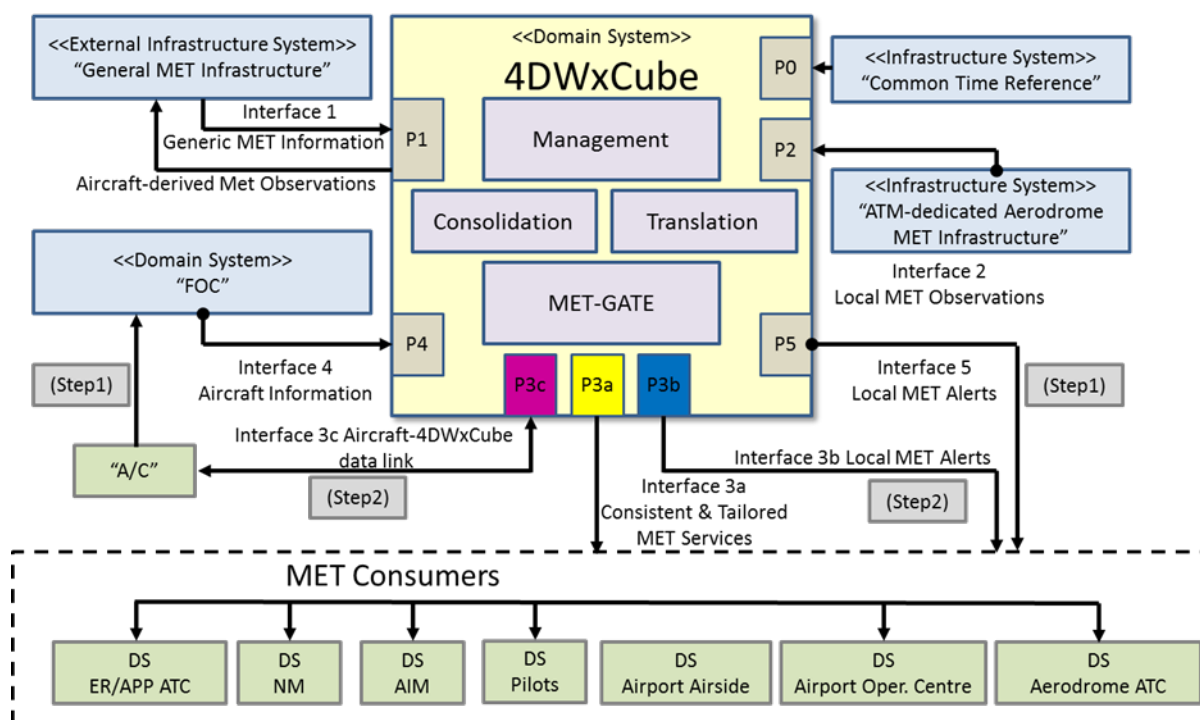 <<External Infrastructure System>>
“General MET Infrastructure”
<<Domain System>>
4DWxCube
P0
<<Infrastructure System>>
“Common Time Reference”
Interface 1
Generic MET Information
P1
Management
P2
Aircraft-derived Met Observations
<<Infrastructure System>>
“ATM-dedicated Aerodrome
MET Infrastructure”
Consolidation
Translation
<<Domain System>>
“FOC”
Interface 2
Local MET Observations
MET-GATE
P4
P5
(Step1)
Interface 4
Aircraft Information
P3c
P3a
P3b
Interface 5
Local MET Alerts
(Step1)
“A/C”
Interface 3c Aircraft-4DWxCube
data link
(Step2)
Interface 3b Local MET Alerts
Interface 3a
Consistent & Tailored
MET Services
(Step2)
MET Consumers
DS
ER/APP ATC
DS
NM
DS
AIM
DS
Pilots
DS
Airport Airside
DS
Airport Oper. Centre
DS
Aerodrome ATC